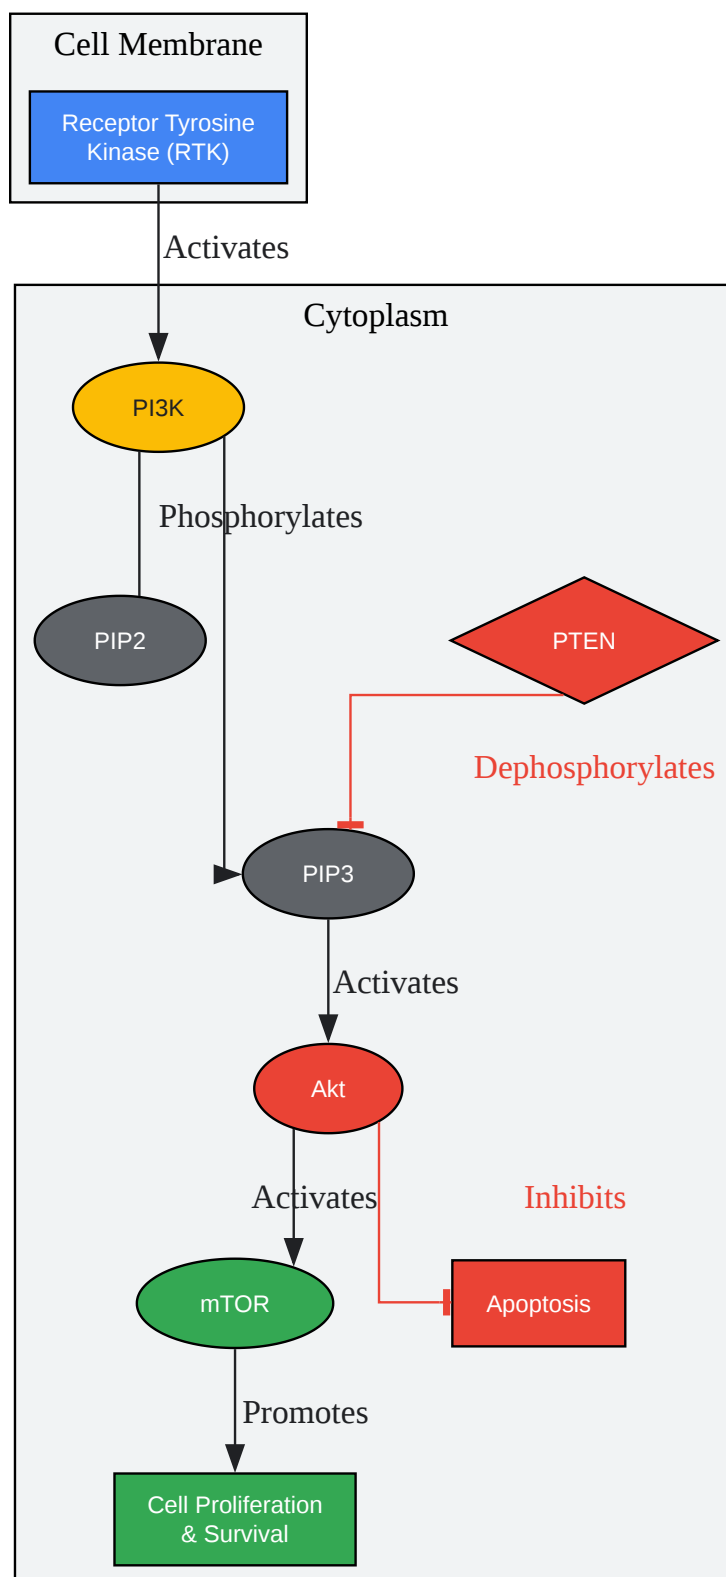 Cell Membrane
Receptor Tyrosine
Kinase (RTK)
Activates
Cytoplasm
PI3K
Phosphorylates
PIP2
PTEN
Dephosphorylates
PIP3
Activates
Akt
Activates
Inhibits
mTOR
Apoptosis
Promotes
Cell Proliferation
& Survival